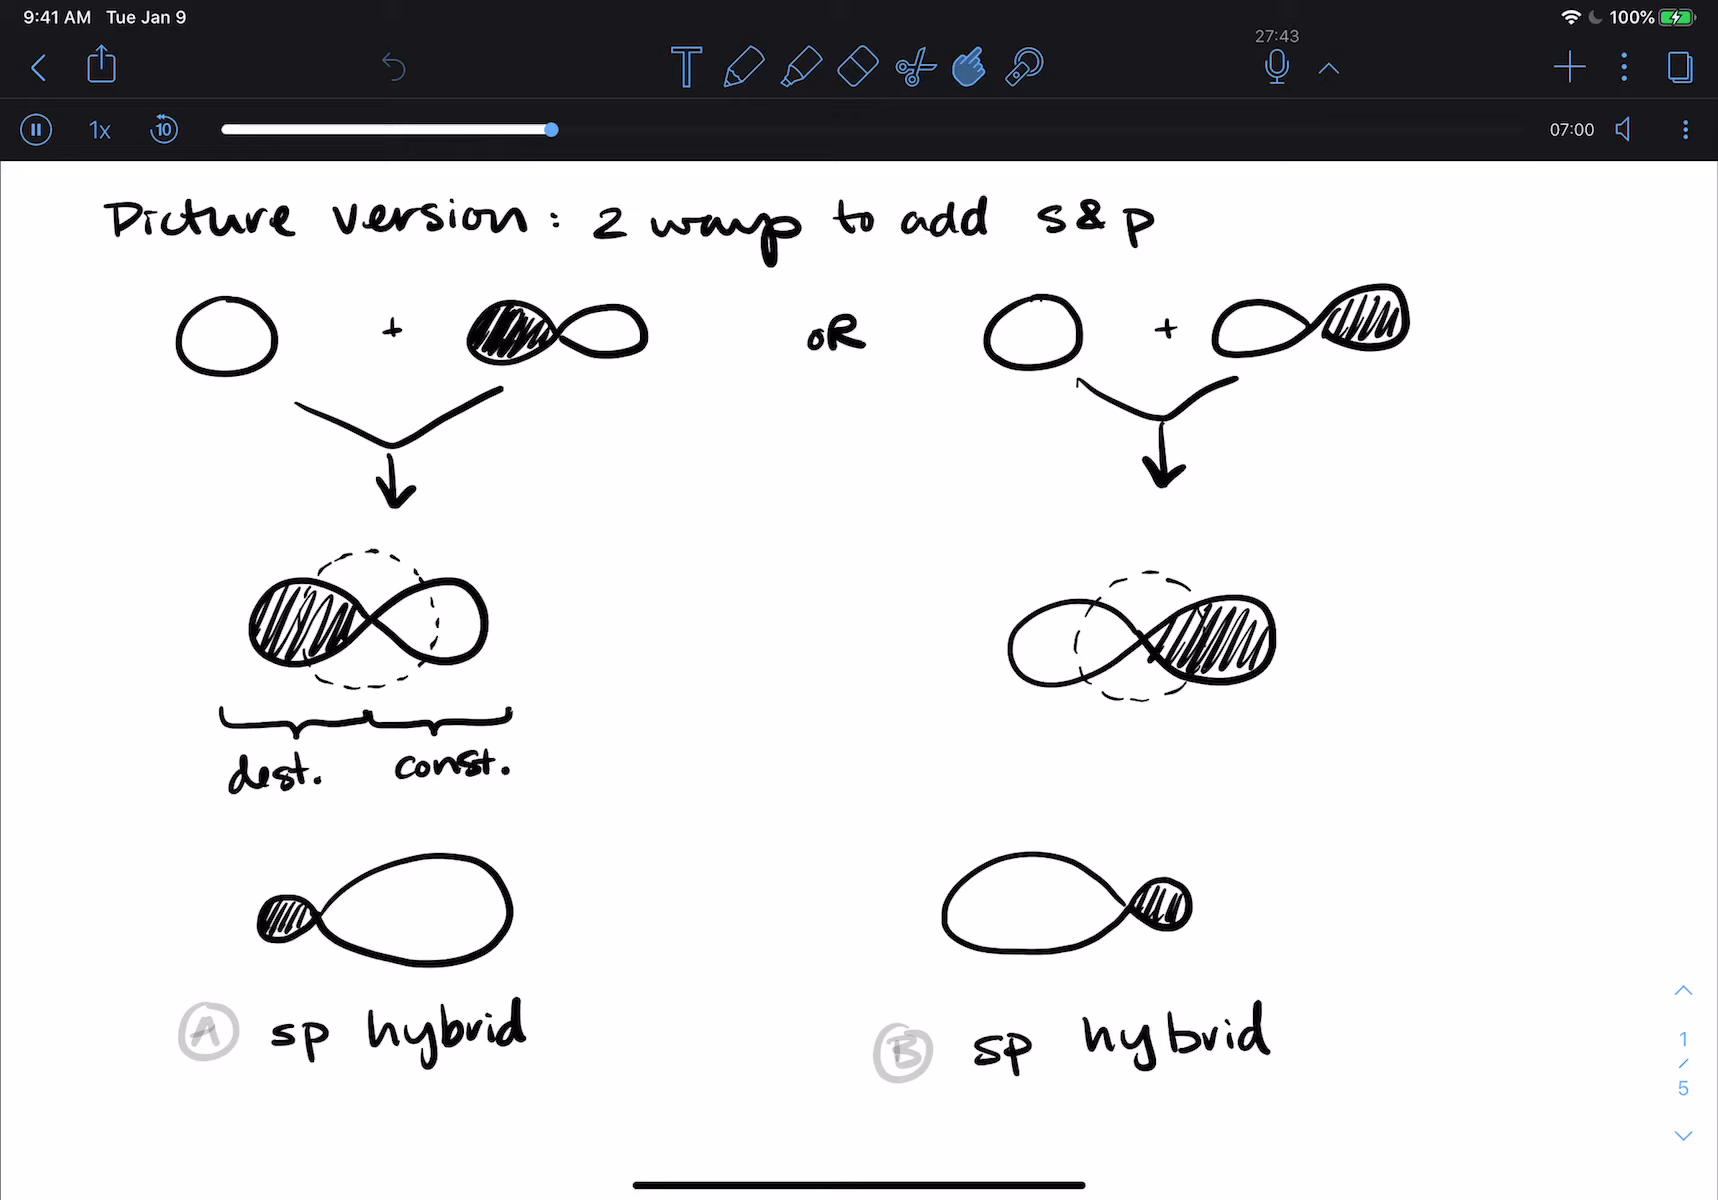 9:41 AM Tue Jan 9
100%
27:43
1x
10
07:00
Picture version: 2 ways to add s & p
+ OR +
dest. const.
A sp hybrid
B sp hybrid
1
/
5